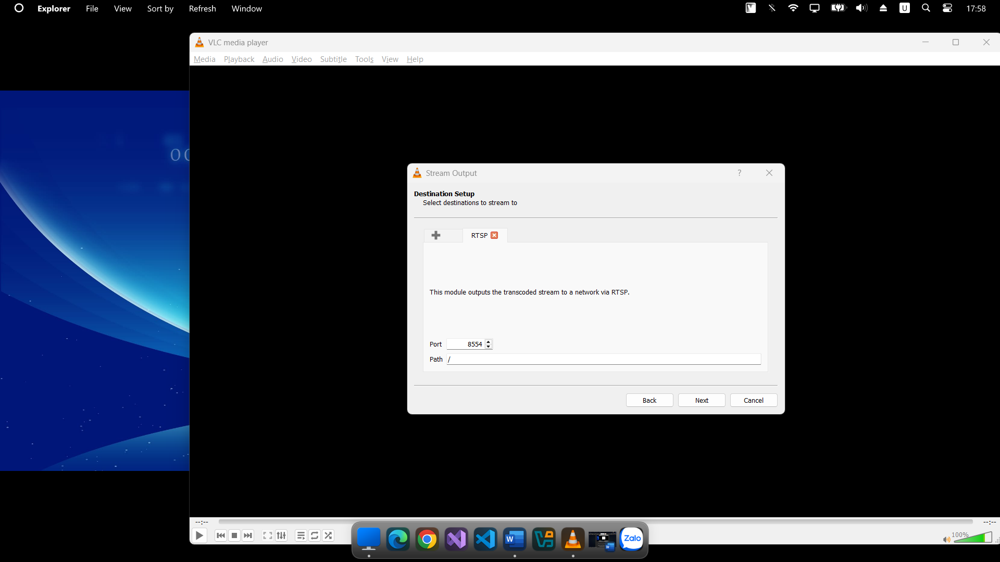 Explorer File View Sort by Refresh Window U 17:58
VLC media player
Media Playback Audio Video Subtitle Tools View Help
Stream Output ?
Destination Setup
Select destinations to stream to
RTSP
This module outputs the transcoded stream to a network via RTSP.
Port 8554
Path /
Back Next Cancel
--:-- --:--
100%
Zalo